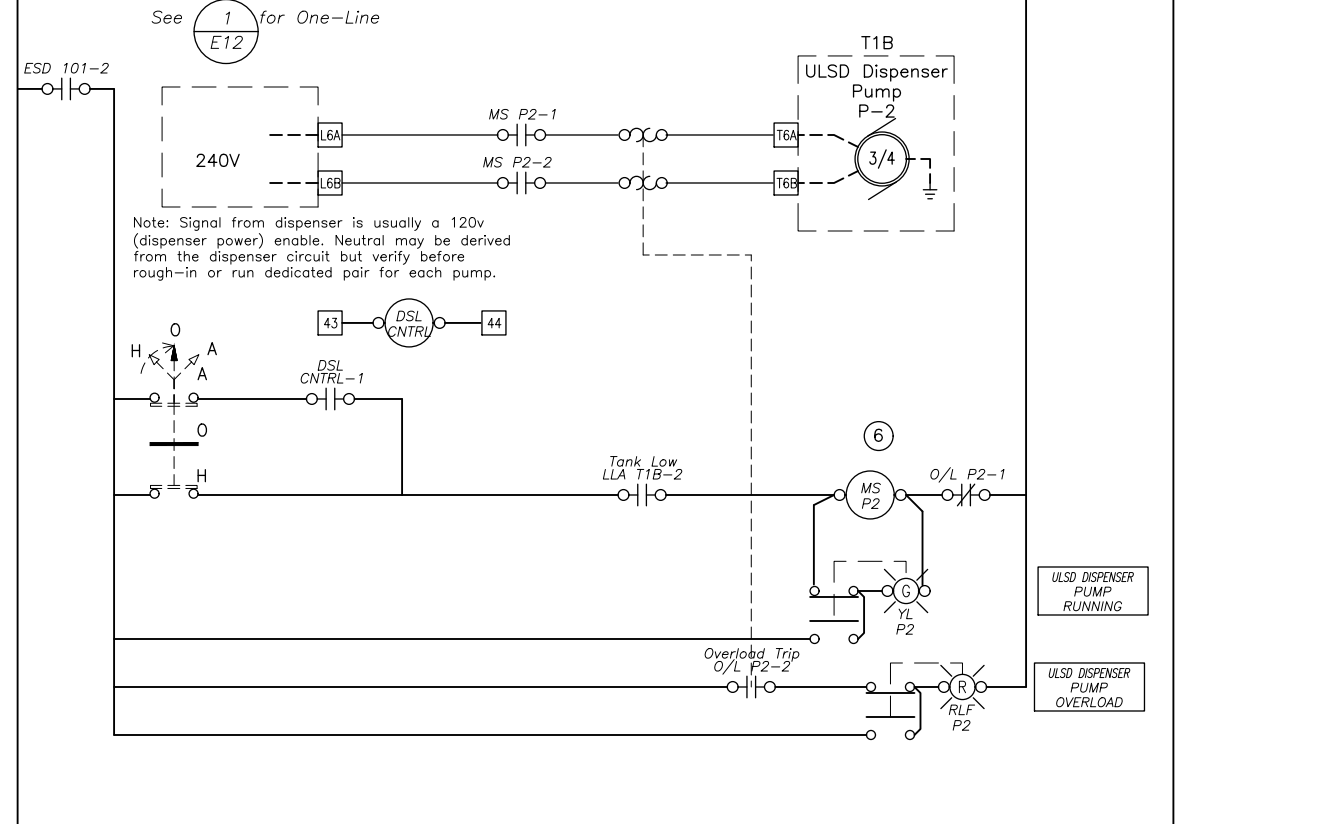 See 1 for One-Line
E12
ESD 101-2
T1B
ULSD Dispenser
Pump
P-2
MS P2-1
L6A
T6A
240V
3/4
MS P2-2
L6B
T6B
Note: Signal from dispenser is usually a 120v
(dispenser power) enable. Neutral may be derived
from the dispenser circuit but verify before
rough-in or run dedicated pair for each pump.
43
DSL
CNTRL
44
O
H
A
A
DSL
CNTRL-1
O
6
H
Tank Low
LLA T1B-2
MS
P2
O/L P2-1
G
YL
P2
ULSD DISPENSER
PUMP
RUNNING
Overload Trip
O/L P2-2
R
RLF
P2
ULSD DISPENSER
PUMP
OVERLOAD